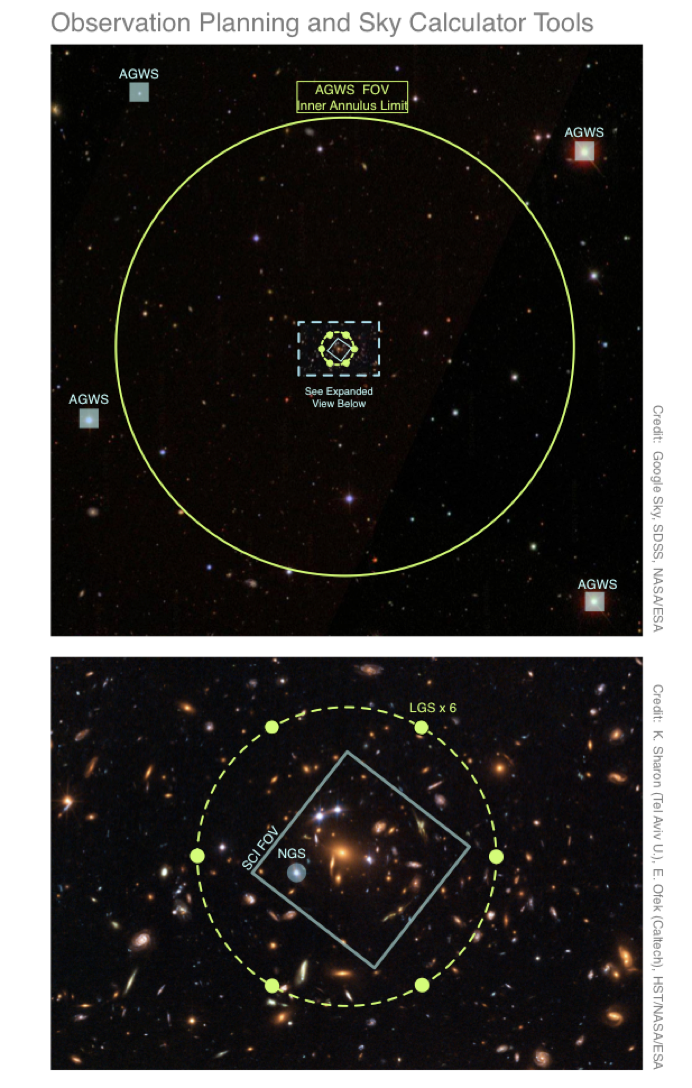 Observation Planning and Sky Calculator Tools
AGWS
AGWS FOV
Inner Annulus Limit
AGWS
See Expanded
View Below
AGWS
AGWS
Credit: Google Sky, SDSS, NASA/ESA
LGS x 6
SCI FOV
NGS
Credit: K. Sharon (Tel Aviv U.), E. Ofek (Caltech), HST/NASA/ESA